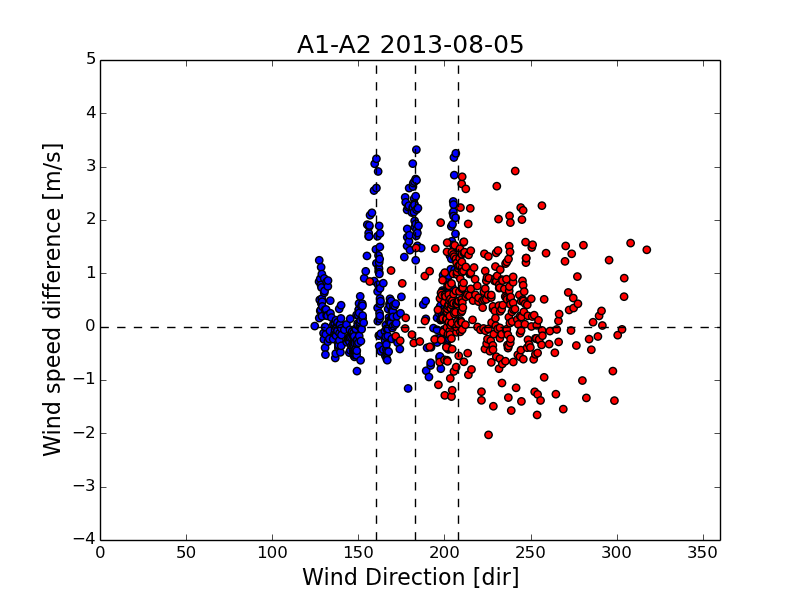 A1-A2 2013-08-05
Wind speed difference [m/s]
5
4
3
2
1
0
−1
−2
−3
−4
0 50 100 150 200 250 300 350
Wind Direction [dir]